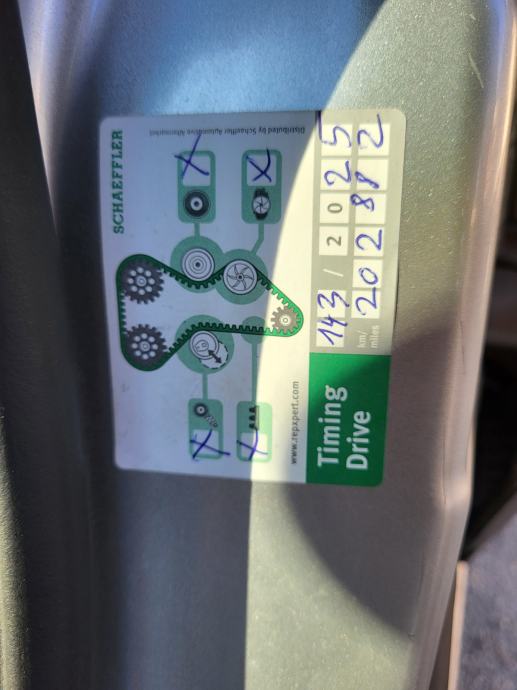 SCHAEFFLER
Distributed by Schaeffler Automotive Aftermarket
X X
X X
www.repxpert.com
Timing Drive 143 / 2025
km/miles 202882